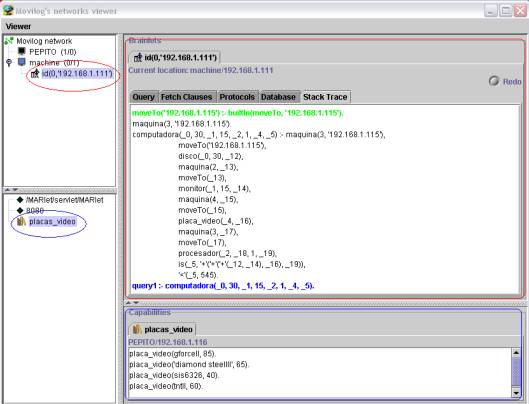 Movilog's networks viewer
Viewer
Movilog network
PEPITO (1/0)
machine (0/1)
id(0,'192.168.1.111')
/MARlet/servlet/MARlet
8080
placas_video
Brainlets
id(0,'192.168.1.111')
Current location: machine/192.168.1.111
Redo
Query Fetch Clauses Protocols Database Stack Trace
moveTo('192.168.1.115') :- builtIn(moveTo, '192.168.1.115').
maquina(3, '192.168.1.115').
computadora(_0, 30, _1, 15, _2, 1, _4, _5) :- maquina(3, '192.168.1.115'),
moveTo('192.168.1.115'),
disco(_0, 30, _12),
maquina(2, _13),
moveTo(_13),
monitor(_1, 15, _14),
maquina(4, _15),
moveTo(_15),
placa_video(_4, _16),
maquina(3, _17),
moveTo(_17),
procesador(_2, _18, 1, _19),
is(_5, '+'('+'('+'(_12, _14), _16), _19)),
'<'(_5, 545).
query1 :- computadora(_0, 30, _1, 15, _2, 1, _4, _5).
Capabilities
placas_video
PEPITO/192.168.1.116
placa_video(gforceII, 85).
placa_video('diamond steelIII', 65).
placa_video(sis6326, 40).
placa_video(tntII, 60).